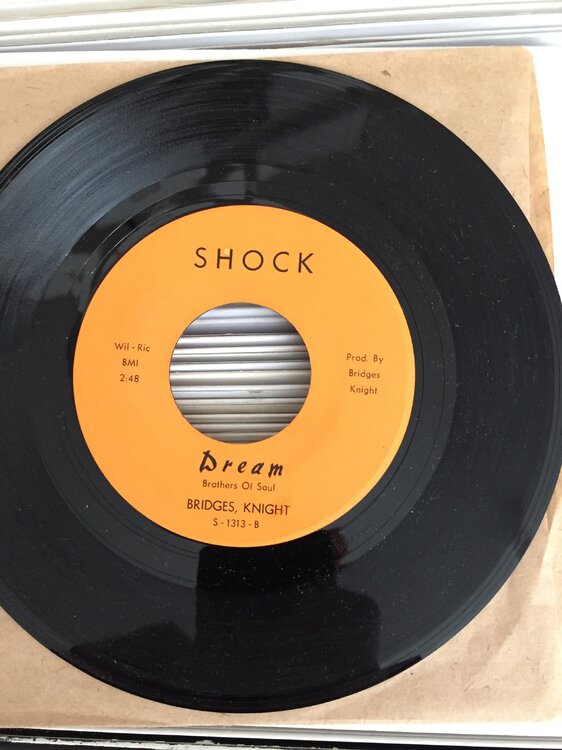 SHOCK
Wil - Ric
BMI
2:48
Prod. By
Bridges
Knight
Dream
Brothers Of Soul
BRIDGES, KNIGHT
S - 1313 - B